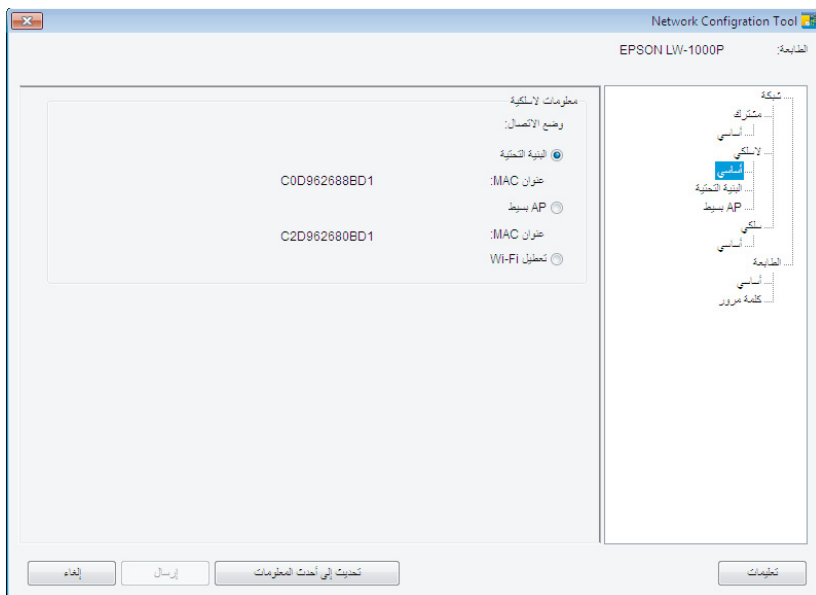 Network Configration Tool
الطابعة: EPSON LW-1000P
شبكة
مشترك
أساسي
لاسلكي
أساسي
البنية التحتية
AP بسيط
سلكي
أساسي
الطابعة
أساسي
كلمة مرور
معلومات لاسلكية
وضع الاتصال:
البنية التحتية
عنوان MAC: C0D962688BD1
AP بسيط
عنوان MAC: C2D962680BD1
تعطيل Wi-Fi
تعليمات
تحديث إلى أحدث المعلومات
إرسال
إلغاء